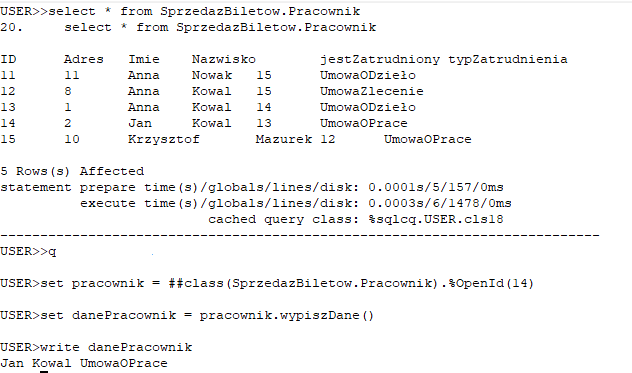 USER>>select * from SprzedazBiletow.Pracownik
20.     select * from SprzedazBiletow.Pracownik
ID      Adres   Imie    Nazwisko        jestZatrudniony typZatrudnienia
11      11      Anna    Nowak   15      UmowaODzieło
12      8       Anna    Kowal   15      UmowaZlecenie
13      1       Anna    Kowal   14      UmowaODzieło
14      2       Jan     Kowal   13      UmowaOPrace
15      10      Krzysztof       Mazurek 12      UmowaOPrace
5 Rows(s) Affected
statement prepare time(s)/globals/lines/disk: 0.0001s/5/157/0ms
          execute time(s)/globals/lines/disk: 0.0003s/6/1478/0ms
                          cached query class: %sqlcq.USER.cls18
---------------------------------------------------------------------------
USER>>q
USER>set pracownik = ##class(SprzedazBiletow.Pracownik).%OpenId(14)
USER>set danePracownik = pracownik.wypiszDane()
USER>write danePracownik
Jan Kowal UmowaOPrace